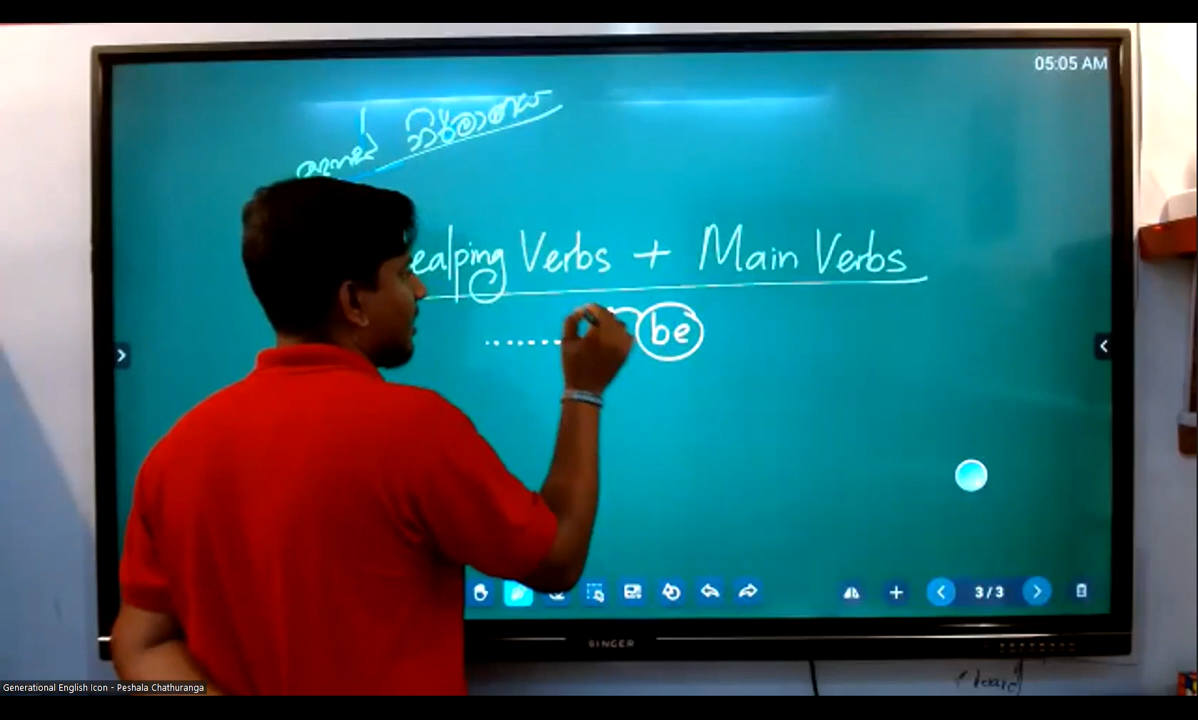 05:05 AM
නිර්මාණය
ealping Verbs + Main Verbs
be
3/3
SINGER
Generational English Icon - Peshala Chathuranga